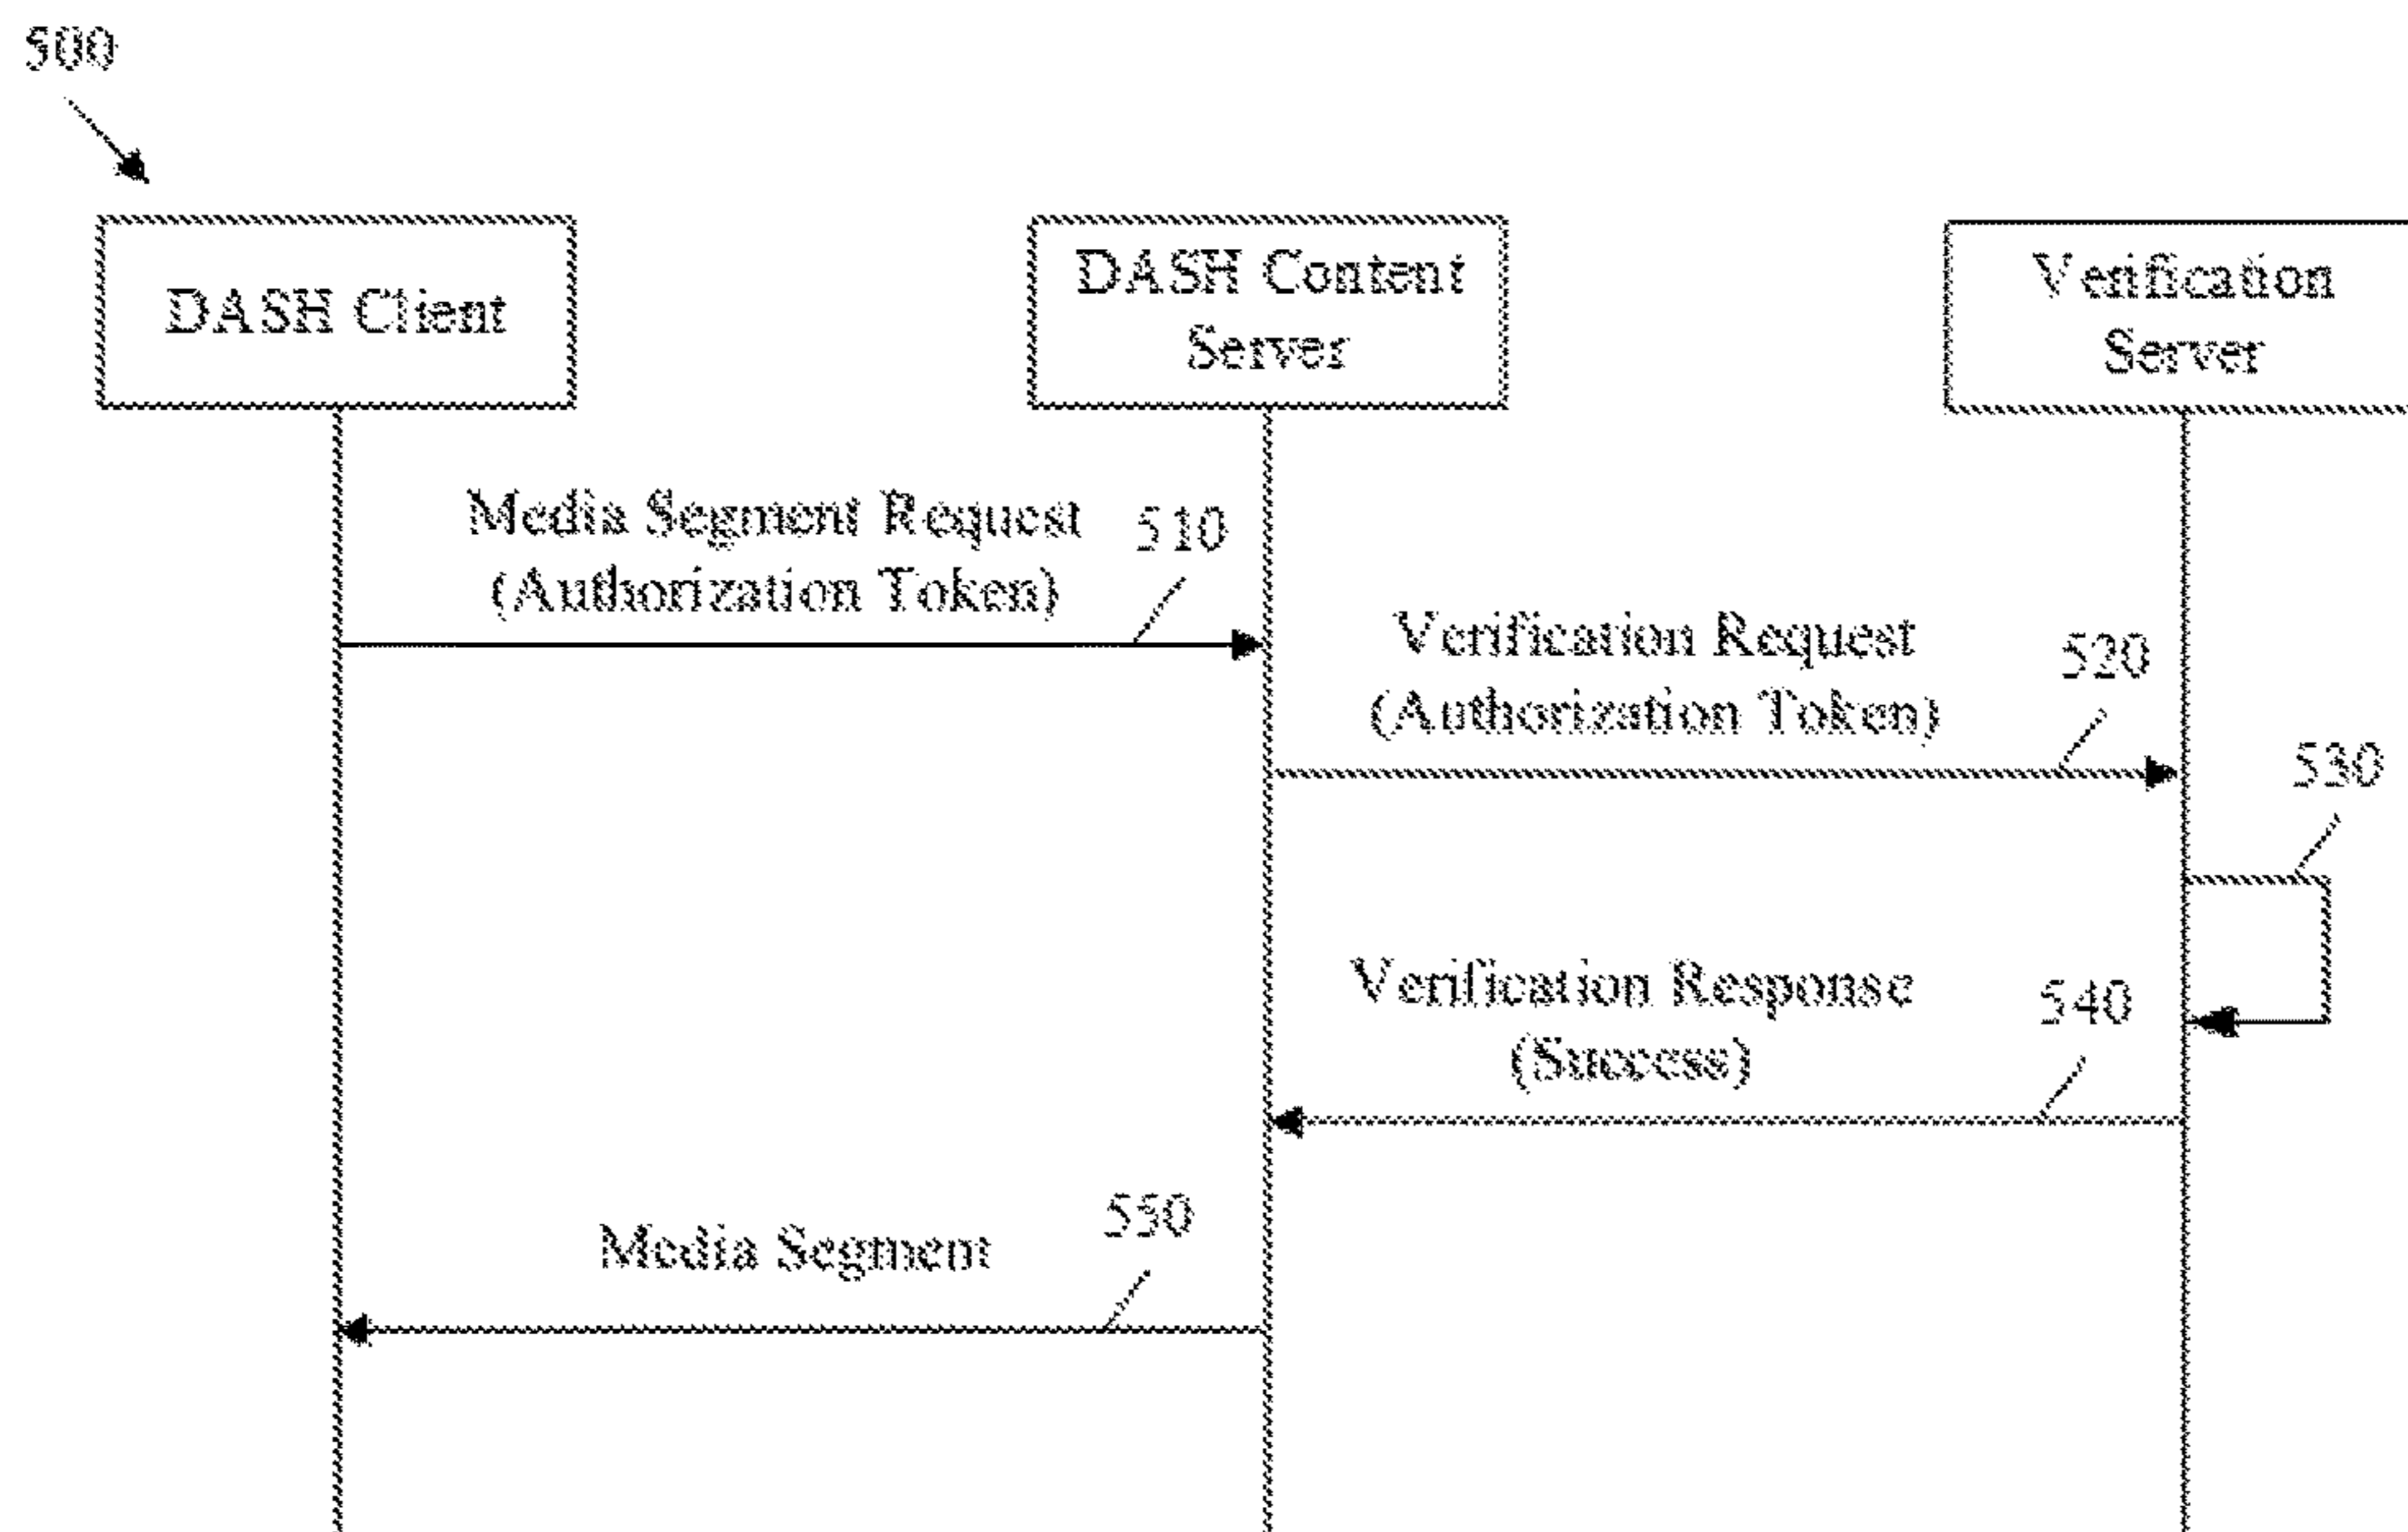 500
DASH Client
DASH Content
Server
Verification
Server
Media Segment Request
(Authorization Token)
510
Verification Request
(Authorization Token)
520
530
Verification Response
(Success)
540
Media Segment
550